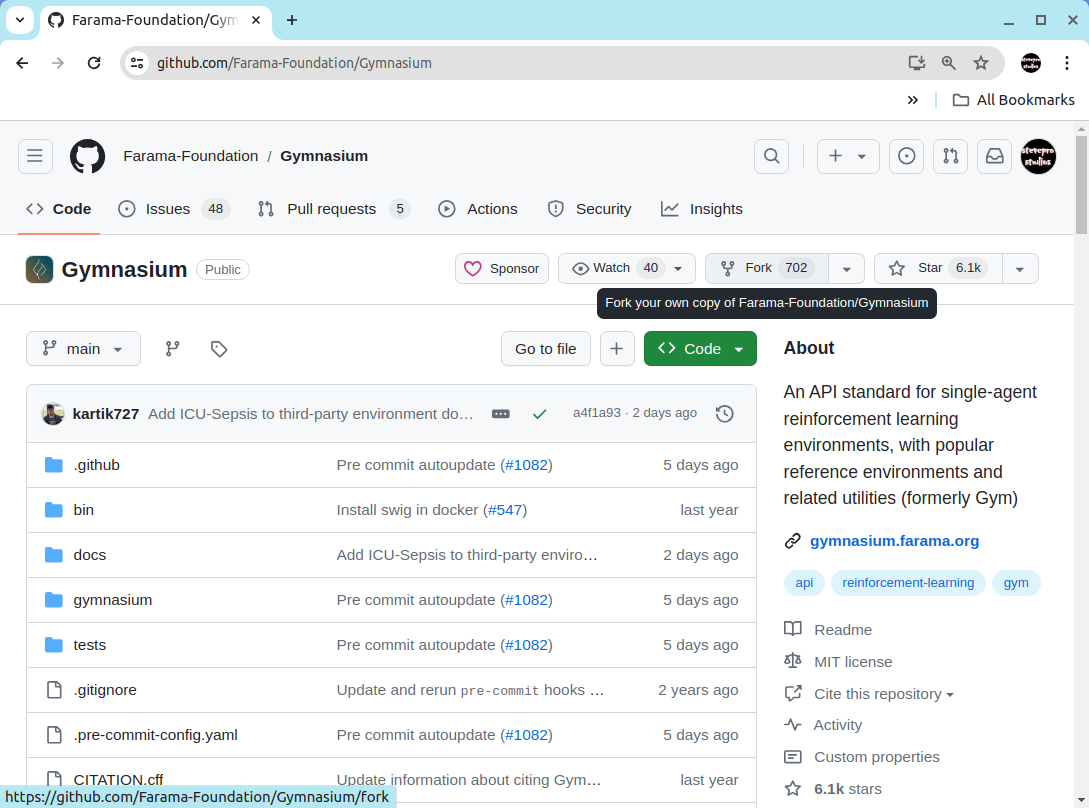 Farama-Foundation/Gym
github.com/Farama-Foundation/Gymnasium
All Bookmarks
Farama-Foundation / Gymnasium
stevepro studios
Code
Issues 48
Pull requests 5
Actions
Security
Insights
Gymnasium Public
Sponsor
Watch 40
Fork 702
Star 6.1k
Fork your own copy of Farama-Foundation/Gymnasium
main
Go to file
Code
kartik727 Add ICU-Sepsis to third-party environment do… a4f1a93 · 2 days ago
.github Pre commit autoupdate (#1082) 5 days ago
bin Install swig in docker (#547) last year
docs Add ICU-Sepsis to third-party enviro… 2 days ago
gymnasium Pre commit autoupdate (#1082) 5 days ago
tests Pre commit autoupdate (#1082) 5 days ago
.gitignore Update and rerun pre-commit hooks … 2 years ago
.pre-commit-config.yaml Pre commit autoupdate (#1082) 5 days ago
CITATION.cff Update information about citing Gym… last year
About
An API standard for single-agent
reinforcement learning
environments, with popular
reference environments and
related utilities (formerly Gym)
gymnasium.farama.org
api reinforcement-learning gym
Readme
MIT license
Cite this repository
Activity
Custom properties
6.1k stars
https://github.com/Farama-Foundation/Gymnasium/fork